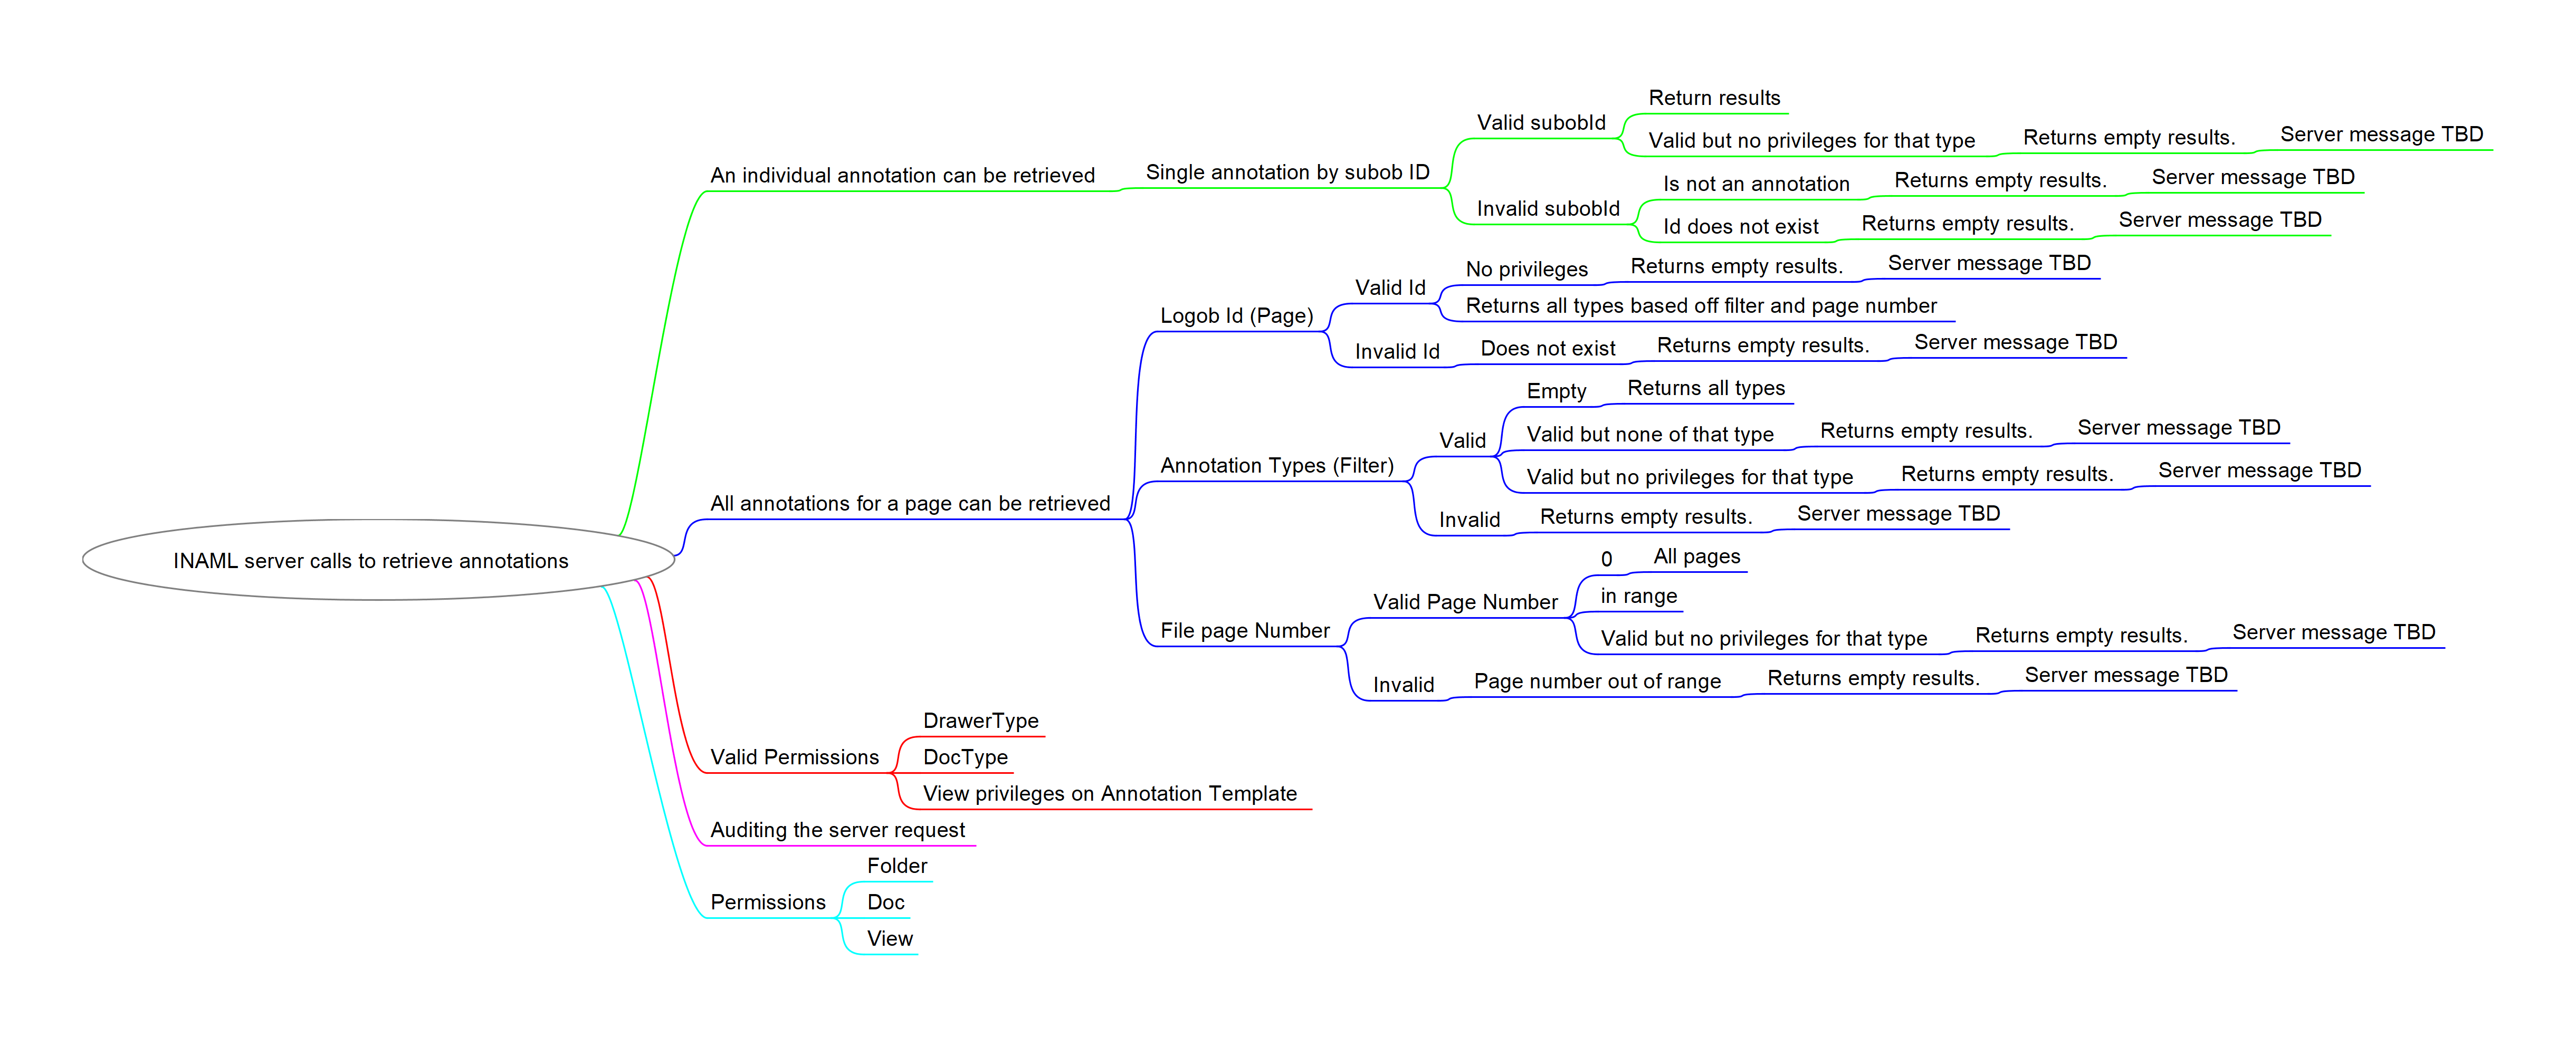 Return results
Valid subobId
Valid but no privileges for that type Returns empty results. Server message TBD
An individual annotation can be retrieved Single annotation by subob ID
Is not an annotation Returns empty results. Server message TBD
Invalid subobId
Id does not exist Returns empty results. Server message TBD
No privileges Returns empty results. Server message TBD
Valid Id
Returns all types based off filter and page number
Logob Id (Page)
Invalid Id Does not exist Returns empty results. Server message TBD
Empty Returns all types
Valid
Valid but none of that type Returns empty results. Server message TBD
Annotation Types (Filter)
Valid but no privileges for that type Returns empty results. Server message TBD
All annotations for a page can be retrieved
Invalid Returns empty results. Server message TBD
INAML server calls to retrieve annotations
0 All pages
in range
Valid Page Number
File page Number
Valid but no privileges for that type Returns empty results. Server message TBD
Invalid Page number out of range Returns empty results. Server message TBD
DrawerType
Valid Permissions
DocType
View privileges on Annotation Template
Auditing the server request
Folder
Permissions
Doc
View